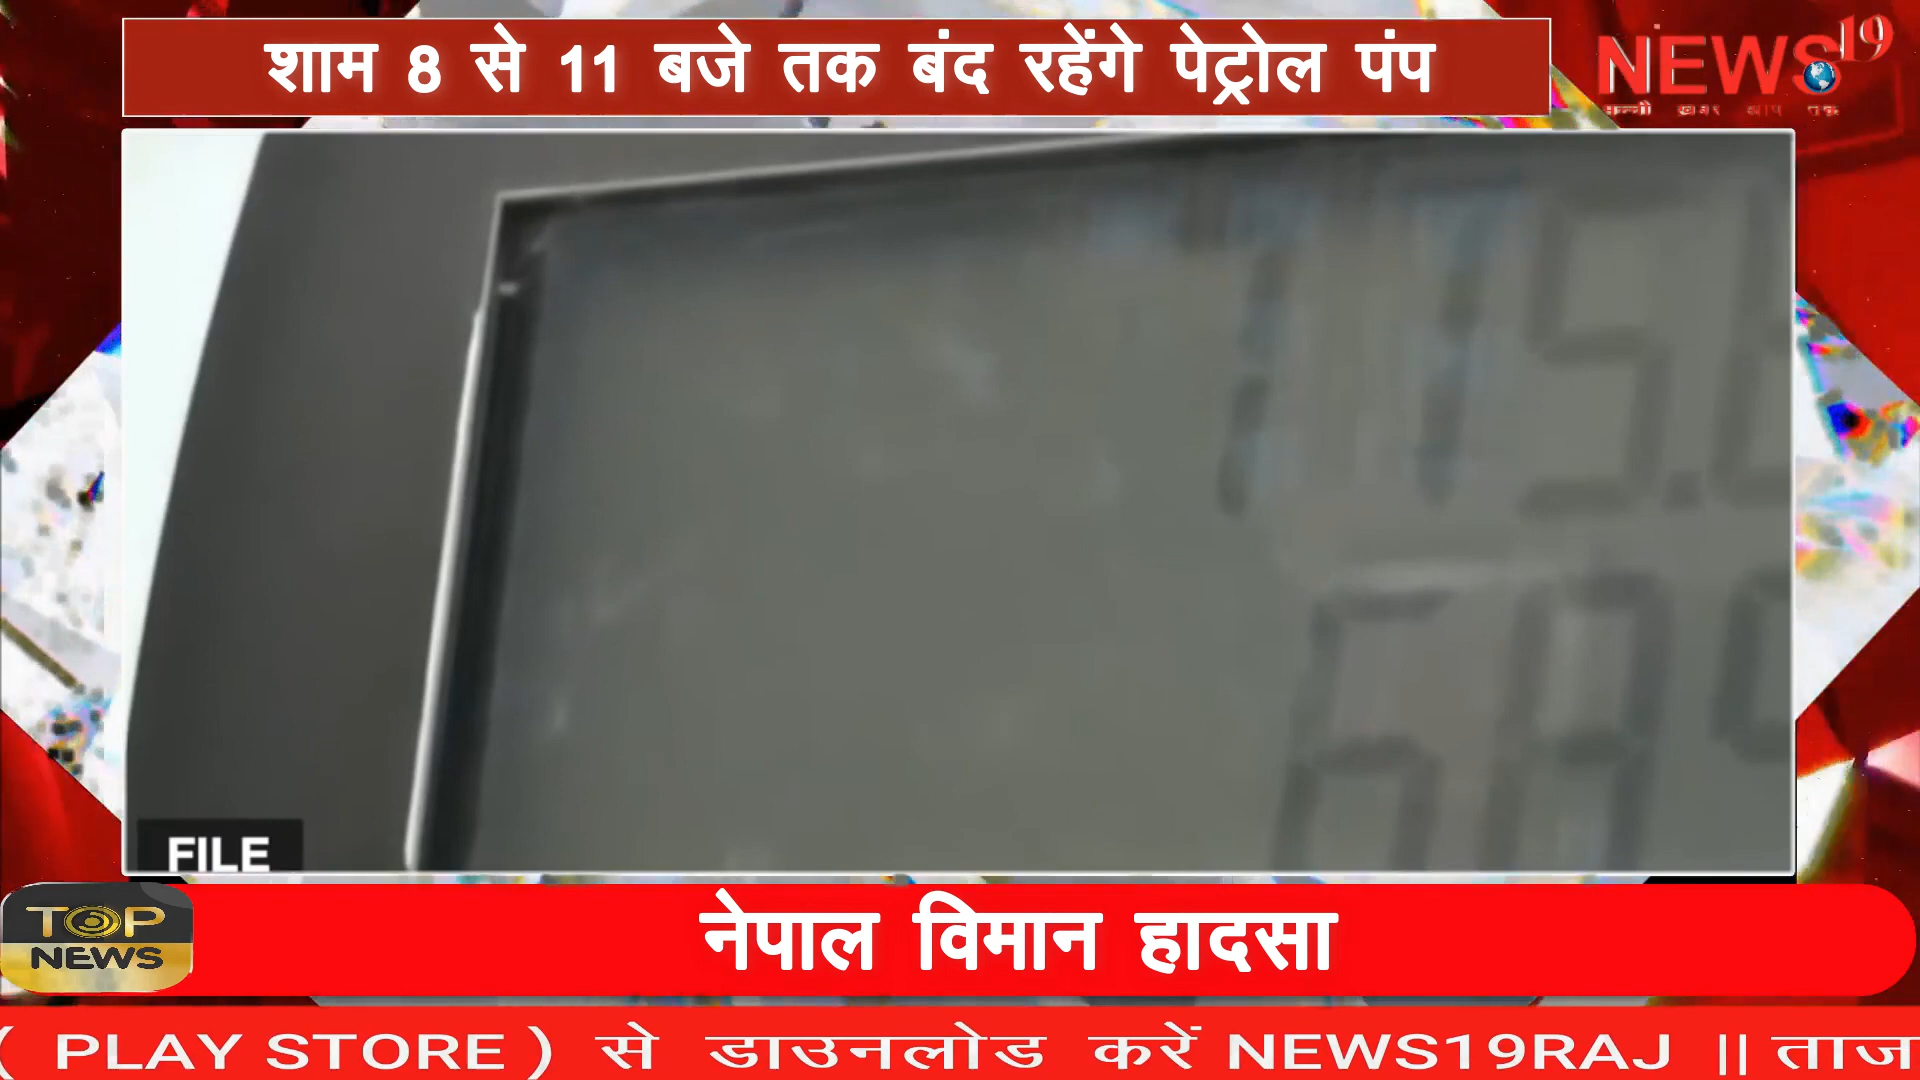 शाम 8 से 11 बजे तक बंद रहेंगे पेट्रोल पंप
NEWS19
FILE
TOP
NEWS
नेपाल विमान हादसा
( PLAY STORE ) से डाउनलोड करें NEWS19RAJ || ताज